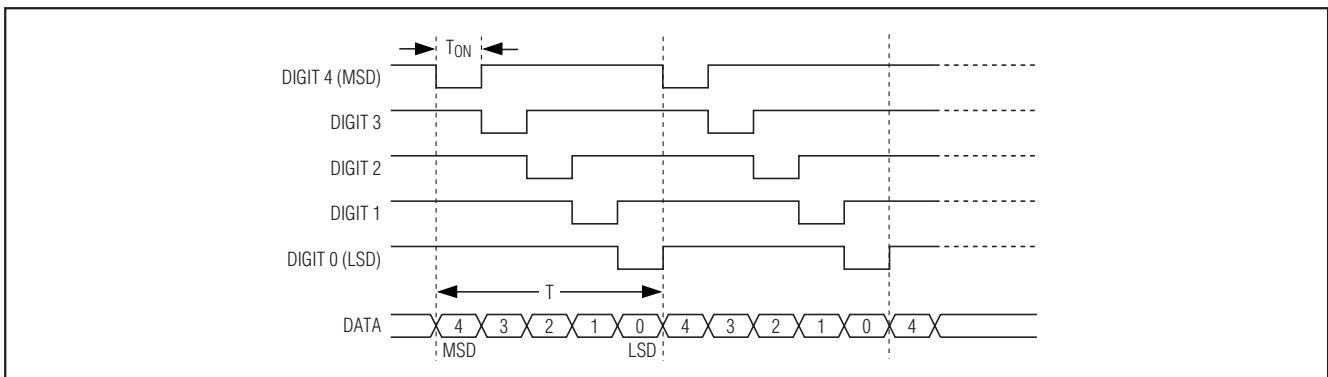 TON
DIGIT 4 (MSD)
DIGIT 3
DIGIT 2
DIGIT 1
DIGIT 0 (LSD)
T
DATA 4 3 2 1 0 4 3 2 1 0 4
MSD LSD